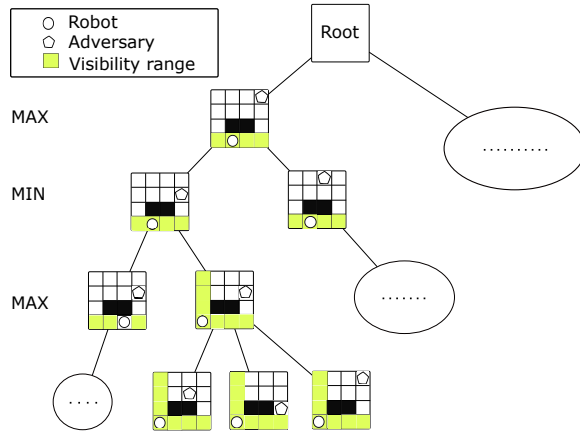 Robot
Adversary
Visibility range
Root
MAX
..........
MIN
MAX
.......
....